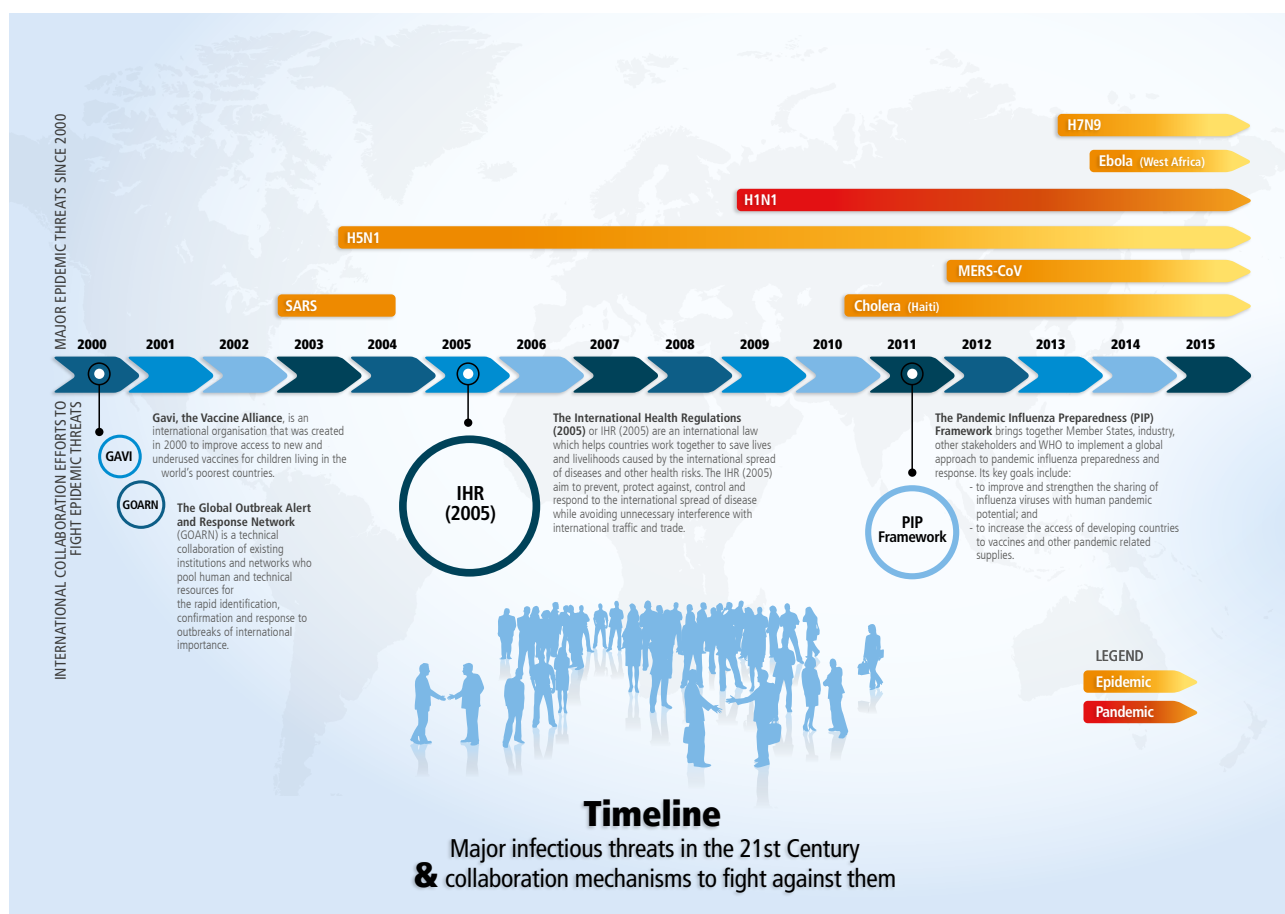 MAJOR EPIDEMIC THREATS SINCE 2000
H7N9
Ebola (West Africa)
H1N1
H5N1
MERS-CoV
SARS
Cholera (Haiti)
2000 2001 2002 2003 2004 2005 2006 2007 2008 2009 2010 2011 2012 2013 2014 2015
INTERNATIONAL COLLABORATION EFFORTS TO
FIGHT EPIDEMIC THREATS
GAVI
Gavi, the Vaccine Alliance, is an
international organisation that was created
in 2000 to improve access to new and
underused vaccines for children living in the
world's poorest countries.
GOARN
The Global Outbreak Alert
and Response Network
(GOARN) is a technical
collaboration of existing
institutions and networks who
pool human and technical
resources for
the rapid identification,
confirmation and response to
outbreaks of international
importance.
IHR
(2005)
The International Health Regulations
(2005) or IHR (2005) are an international law
which helps countries work together to save lives
and livelihoods caused by the international spread
of diseases and other health risks. The IHR (2005)
aim to prevent, protect against, control and
respond to the international spread of disease
while avoiding unnecessary interference with
international traffic and trade.
PIP
Framework
The Pandemic Influenza Preparedness (PIP)
Framework brings together Member States, industry,
other stakeholders and WHO to implement a global
approach to pandemic influenza preparedness and
response. Its key goals include:
- to improve and strengthen the sharing of
influenza viruses with human pandemic
potential; and
- to increase the access of developing countries
to vaccines and other pandemic related
supplies.
LEGEND
Epidemic
Pandemic
Timeline
Major infectious threats in the 21st Century
& collaboration mechanisms to fight against them